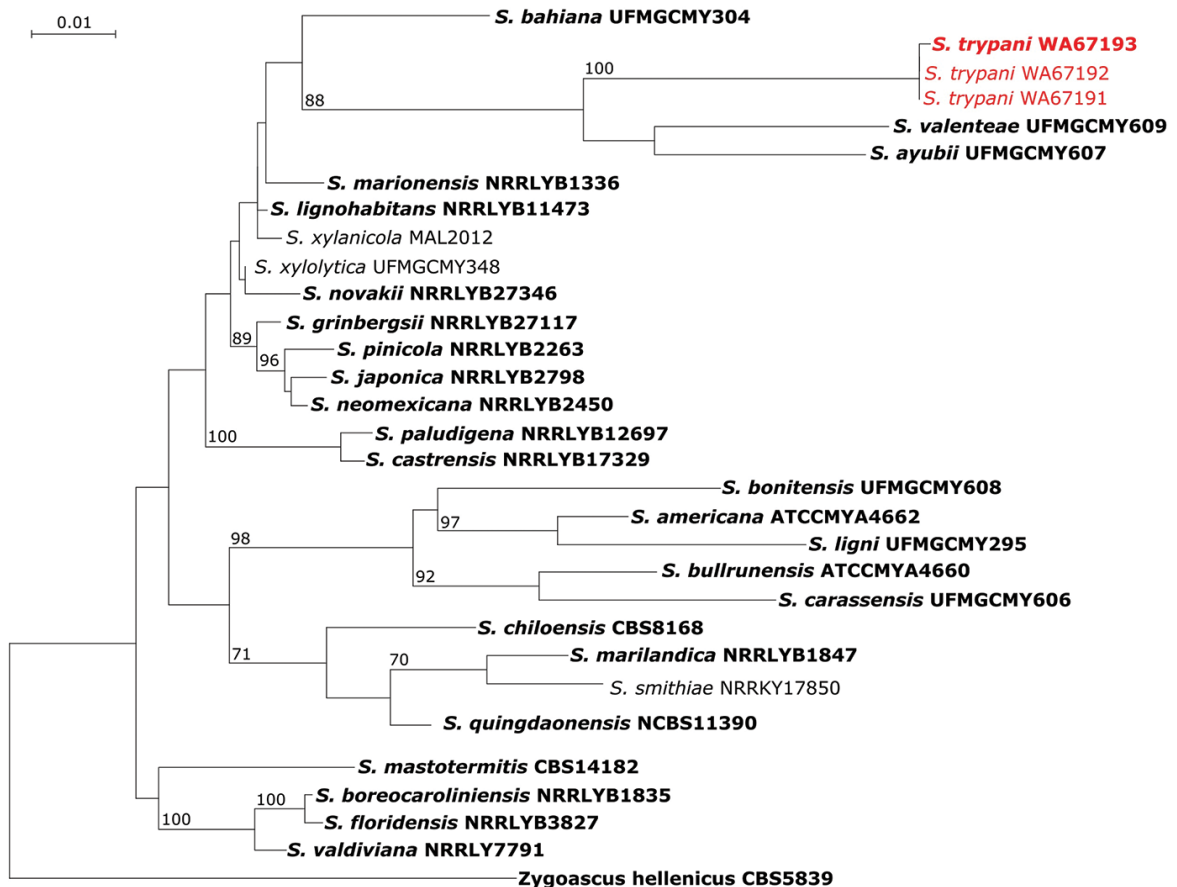 0.01
S. bahiana UFMGCMY304
S. trypani WA67193
100
S. trypani WA67192
88
S. trypani WA67191
S. valenteae UFMGCMY609
S. ayubii UFMGCMY607
S. marionensis NRRLYB1336
S. lignohabitans NRRLYB11473
S. xylanicola MAL2012
S. xylolytica UFMGCMY348
S. novakii NRRLYB27346
S. grinbergsii NRRLYB27117
89
S. pinicola NRRLYB2263
96
S. japonica NRRLYB2798
S. neomexicana NRRLYB2450
S. paludigena NRRLYB12697
100
S. castrensis NRRLYB17329
S. bonitensis UFMGCMY608
S. americana ATCCMYA4662
97
98
S. ligni UFMGCMY295
S. bullrunensis ATCCMYA4660
92
S. carassensis UFMGCMY606
S. chiloensis CBS8168
71
70
S. marilandica NRRLYB1847
S. smithiae NRRKY17850
S. quingdaonensis NCBS11390
S. mastotermitis CBS14182
100
S. boreocaroliniensis NRRLYB1835
100
S. floridensis NRRLYB3827
S. valdiviana NRRLY7791
Zygoascus hellenicus CBS5839